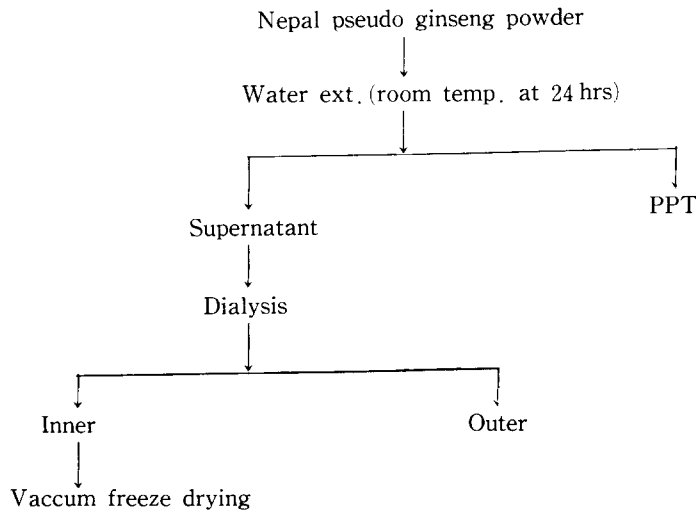 Nepal pseudo ginseng powder
Water ext. (room temp. at 24 hrs)
PPT
Supernatant
Dialysis
Inner
Outer
Vaccum freeze drying